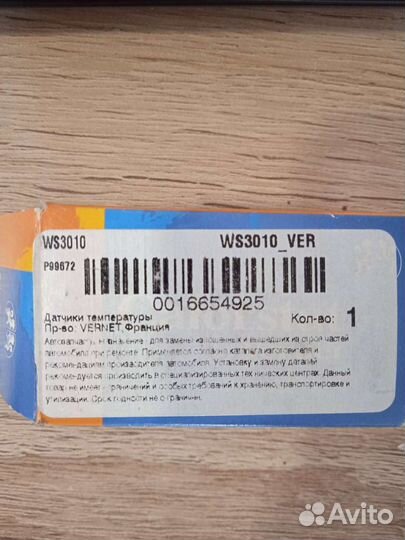 WS3010 WS3010_VER
P99672
0016654925
Датчики температуры Кол-во: 1
Пр-во: VERNET, Франция
Автозапчасть. Назначение: для замены изношенных и вышедших из строя частей
автомобиля при ремонте. Применяется согласно каталога изготовителя и
рекомендациям производителя автомобиля. Установку и замену деталей
рекомендуется производить в специализированных технических центрах. Данный
товар не имеет ограничений и особых требований к хранению, транспортировке и
утилизации. Срок годности не ограничен.
Avito